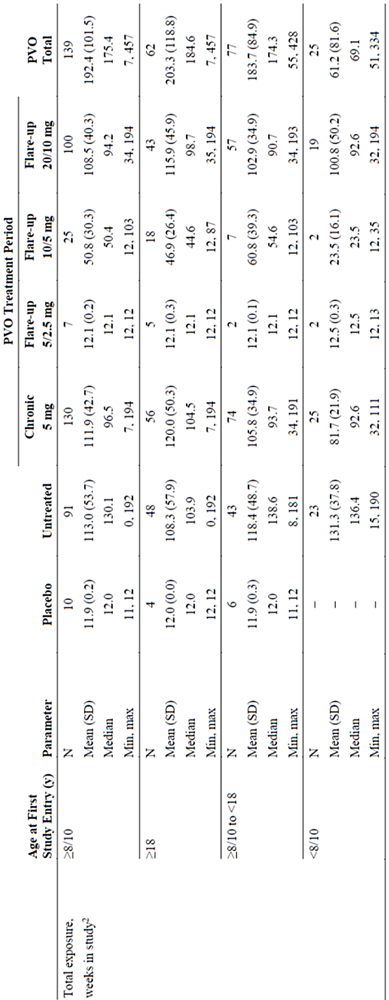 PVO Treatment Period
Age at First Chronic Flare-up Flare-up Flare-up PVO
Study Entry (y) Parameter Placebo Untreated 5 mg 5/2.5 mg 10/5 mg 20/10 mg Total
Total exposure, ≥8/10 N 10 91 130 7 25 100 139
weeks in study² Mean (SD) 11.9 (0.2) 113.0 (53.7) 111.9 (42.7) 12.1 (0.2) 50.8 (30.3) 108.5 (40.3) 192.4 (101.5)
Median 12.0 130.1 96.5 12.1 50.4 94.2 175.4
Min, max 11, 12 0, 192 7, 194 12, 12 12, 103 34, 194 7, 457
≥18 N 4 48 56 5 18 43 62
Mean (SD) 12.0 (0.0) 108.3 (57.9) 120.0 (50.3) 12.1 (0.3) 46.9 (26.4) 115.9 (45.9) 203.3 (118.8)
Median 12.0 103.9 104.5 12.1 44.6 98.7 184.6
Min, max 12, 12 0, 192 7, 194 12, 12 12, 87 35, 194 7, 457
≥8/10 to <18 N 6 43 74 2 7 57 77
Mean (SD) 11.9 (0.3) 118.4 (48.7) 105.8 (34.9) 12.1 (0.1) 60.8 (39.3) 102.9 (34.9) 183.7 (84.9)
Median 12.0 138.6 93.7 12.1 54.6 90.7 174.3
Min, max 11, 12 8, 181 34, 191 12, 12 12, 103 34, 193 55, 428
<8/10 N – 23 25 2 2 19 25
Mean (SD) – 131.3 (37.8) 81.7 (21.9) 12.5 (0.3) 23.5 (16.1) 100.8 (50.2) 61.2 (81.6)
Median – 136.4 92.6 12.5 23.5 92.6 69.1
Min, max – 15, 190 32, 111 12, 13 12, 35 32, 194 51, 334